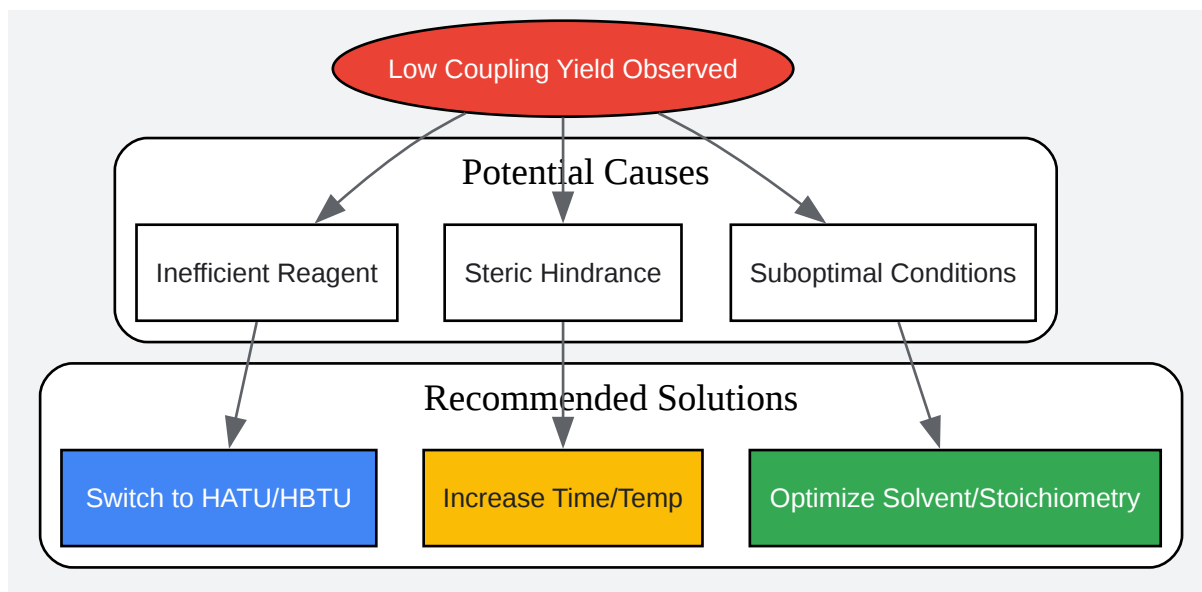 Low Coupling Yield Observed
Potential Causes
Inefficient Reagent
Steric Hindrance
Suboptimal Conditions
Recommended Solutions
Switch to HATU/HBTU
Increase Time/Temp
Optimize Solvent/Stoichiometry